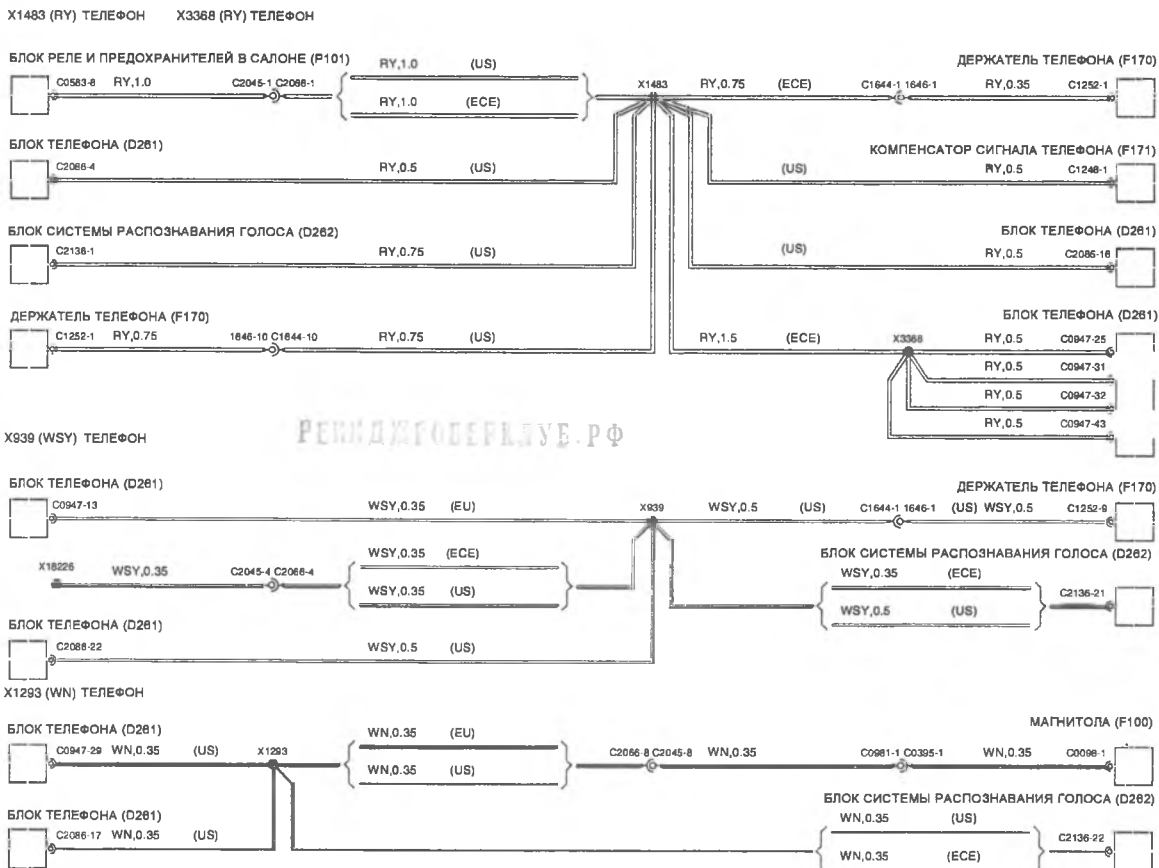 X1483 (RY) ТЕЛЕФОН X3368 (RY) ТЕЛЕФОН
БЛОК РЕЛЕ И ПРЕДОХРАНИТЕЛЕЙ В САЛОНЕ (P101)
RY,1.0 (US)
ДЕРЖАТЕЛЬ ТЕЛЕФОНА (F170)
C0583-8 RY,1.0 C2045-1 C2066-1 X1483 RY,0.75 (ECE) C1644-1 1646-1 RY,0.35 C1252-1
RY,1.0 (ECE)
БЛОК ТЕЛЕФОНА (D261)
КОМПЕНСАТОР СИГНАЛА ТЕЛЕФОНА (F171)
C2086-4 RY,0.5 (US) (US) RY,0.5 C1248-1
БЛОК СИСТЕМЫ РАСПОЗНАВАНИЯ ГОЛОСА (D262)
БЛОК ТЕЛЕФОНА (D261)
C2136-1 RY,0.75 (US) (US) RY,0.5 C2085-16
ДЕРЖАТЕЛЬ ТЕЛЕФОНА (F170)
БЛОК ТЕЛЕФОНА (D261)
C1252-1 RY,0.75 1646-10 C1644-10 RY,0.75 (US) RY,1.5 (ECE) X3368 RY,0.5 C0947-25
RY,0.5 C0947-31
RY,0.5 C0947-32
RY,0.5 C0947-43
X939 (WSY) ТЕЛЕФОН
БЛОК ТЕЛЕФОНА (D261)
ДЕРЖАТЕЛЬ ТЕЛЕФОНА (F170)
C0947-13 WSY,0.35 (EU) X939 WSY,0.5 (US) C1644-1 1646-1 (US) WSY,0.5 C1252-9
WSY,0.35 (ECE)
БЛОК СИСТЕМЫ РАСПОЗНАВАНИЯ ГОЛОСА (D262)
X18226 WSY,0.35 C2045-4 C2066-4
WSY,0.35 (ECE)
WSY,0.35 (US)
C2136-21
WSY,0.5 (US)
БЛОК ТЕЛЕФОНА (D261)
C2086-22 WSY,0.5 (US)
X1293 (WN) ТЕЛЕФОН
БЛОК ТЕЛЕФОНА (D261)
МАГНИТОЛА (F100)
WN,0.35 (EU)
C0947-29 WN,0.35 (US) X1293 C2066-8 C2045-8 WN,0.35 C0981-1 C0395-1 WN,0.35 C0098-1
WN,0.35 (US)
БЛОК СИСТЕМЫ РАСПОЗНАВАНИЯ ГОЛОСА (D262)
БЛОК ТЕЛЕФОНА (D261)
WN,0.35 (US)
C2086-17 WN,0.35 (US) C2136-22
WN,0.35 (ECE)